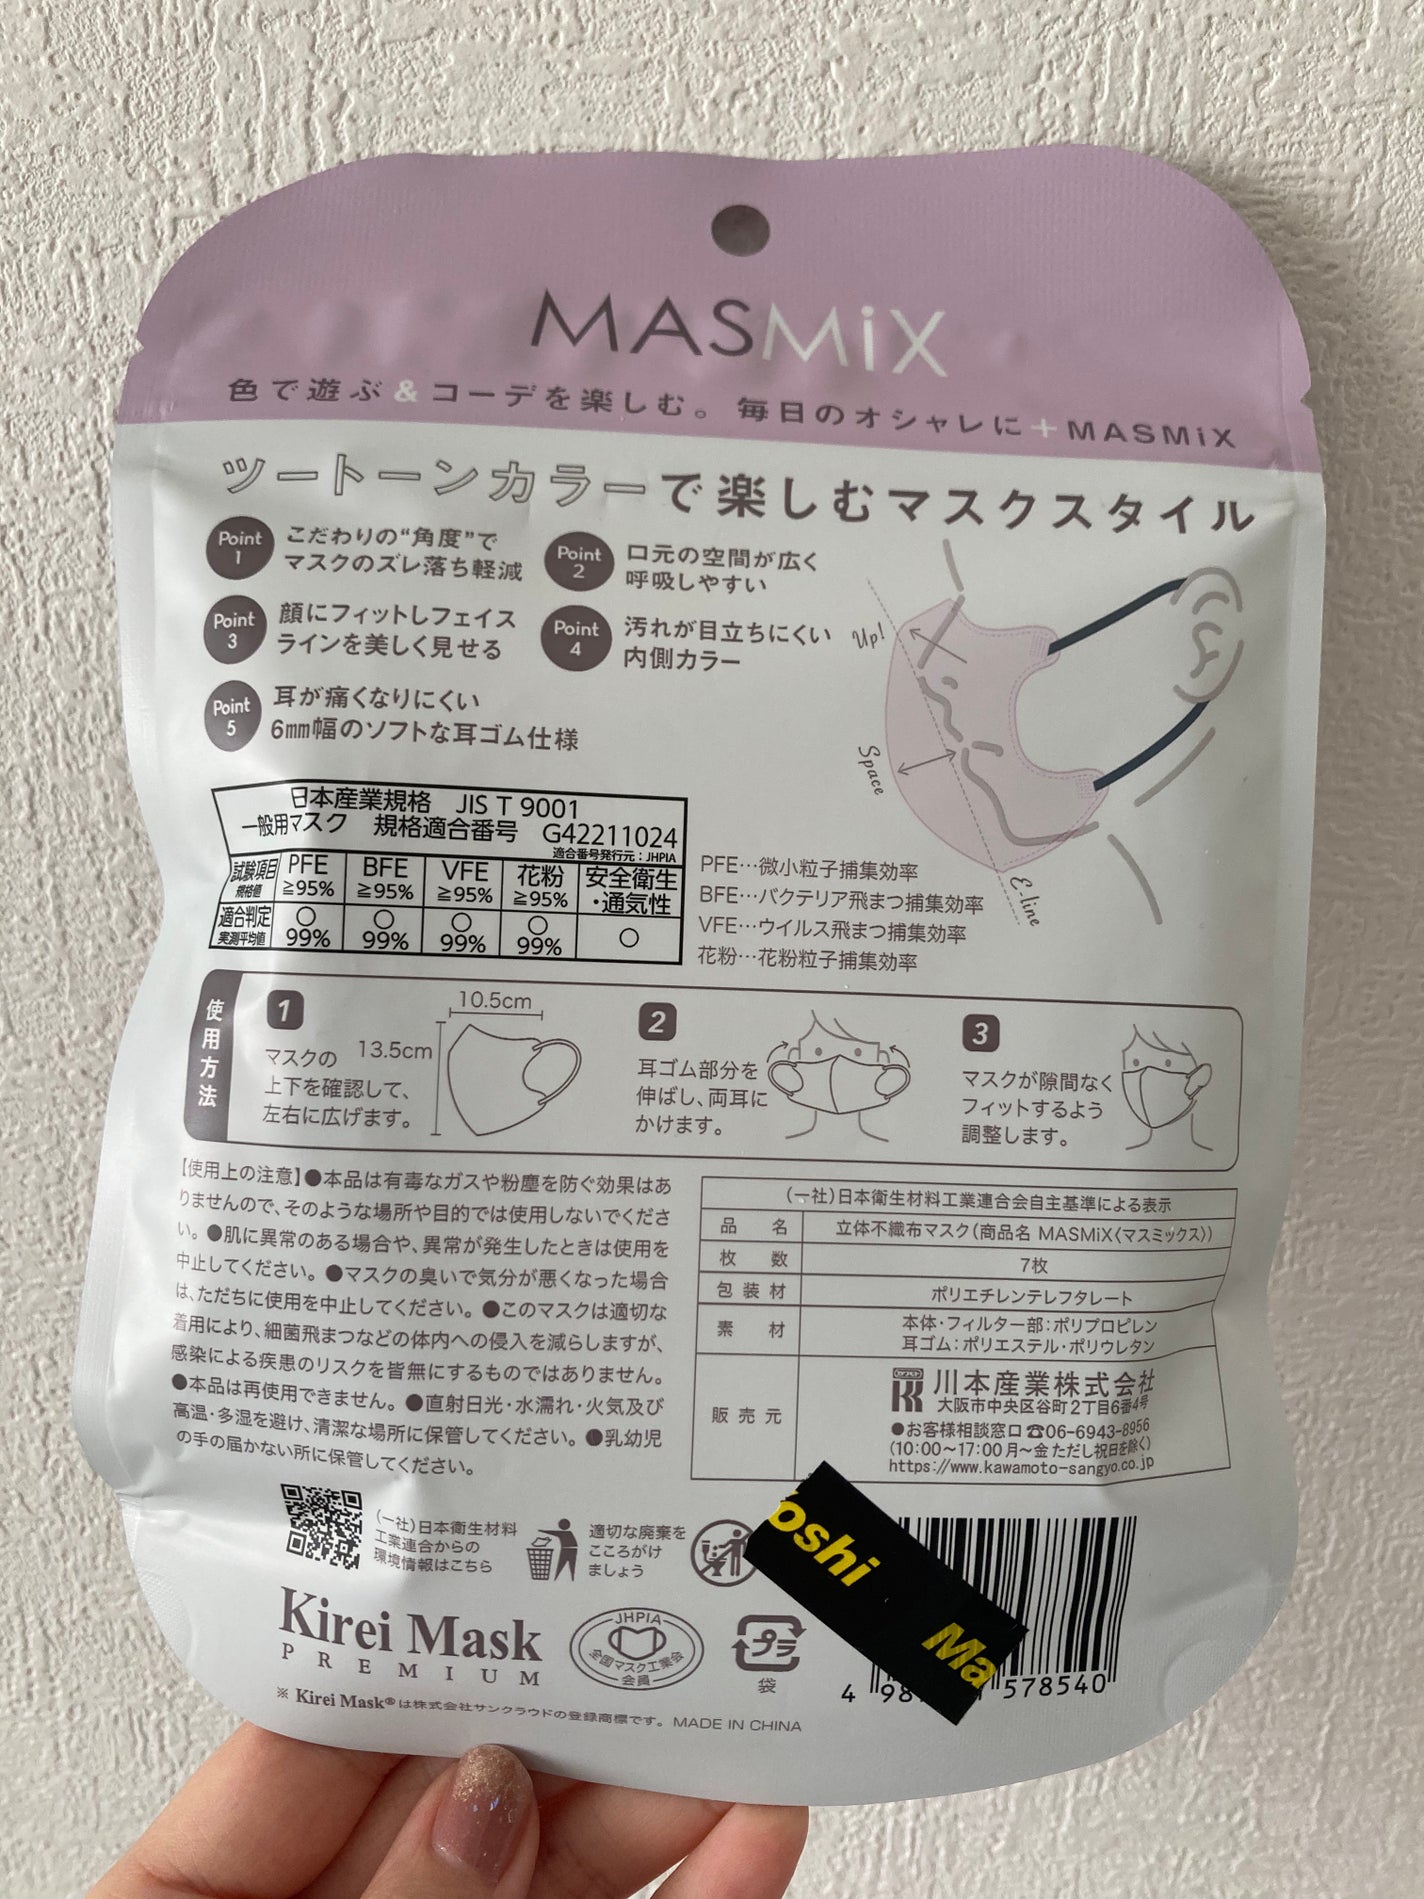 MASMiX
色で遊ぶ&コーデを楽しむ。毎日のオシャレに+MASMiX
ツートーンカラーで楽しむマスクスタイル
Point 1
こだわりの“角度”で
マスクのズレ落ち軽減
Point 2
口元の空間が広く
呼吸しやすい
Point 3
顔にフィットしフェイス
ラインを美しく見せる
Point 4
汚れが目立ちにくい
内側カラー
Point 5
耳が痛くなりにくい
6mm幅のソフトな耳ゴム仕様
Up!
Space
E-line
日本産業規格 JIS T 9001
一般用マスク 規格適合番号 G42211024
適合番号発行元:JHPIA
試験項目 規格値 PFE ≧95% BFE ≧95% VFE ≧95% 花粉 ≧95% 安全衛生・通気性
適合判定 実測平均値 ○ 99% ○ 99% ○ 99% ○ 99% ○
PFE…微小粒子捕集効率
BFE…バクテリア飛まつ捕集効率
VFE…ウイルス飛まつ捕集効率
花粉…花粉粒子捕集効率
使用方法
1
マスクの
上下を確認して、
左右に広げます。
10.5cm
13.5cm
2
耳ゴム部分を
伸ばし、両耳に
かけます。
3
マスクが隙間なく
フィットするよう
調整します。
【使用上の注意】●本品は有毒なガスや粉塵を防ぐ効果はあ
りませんので、そのような場所や目的では使用しないでくださ
い。●肌に異常のある場合や、異常が発生したときは使用を
中止してください。●マスクの臭いで気分が悪くなった場合
は、ただちに使用を中止してください。●このマスクは適切な
着用により、細菌飛まつなどの体内への侵入を減らしますが、
感染による疾患のリスクを皆無にするものではありません。
●本品は再使用できません。●直射日光・水濡れ・火気及び
高温・多湿を避け、清潔な場所に保管してください。●乳幼児
の手の届かない所に保管してください。
(一社)日本衛生材料工業連合会自主基準による表示
品名 立体不織布マスク(商品名 MASMiX〈マスミックス〉)
枚数 7枚
包装材 ポリエチレンテレフタレート
素材 本体・フィルター部:ポリプロピレン
耳ゴム:ポリエステル・ポリウレタン
販売元
川本産業株式会社
大阪市中央区谷町2丁目6番4号
●お客様相談窓口 ☎06-6943-8956
(10:00〜17:00 月〜金 ただし祝日を除く)
https://www.kawamoto-sangyo.co.jp
(一社)日本衛生材料
工業連合会からの
環境情報はこちら
適切な廃棄を
こころがけ
ましょう
oshi
Ma
Kirei Mask
PREMIUM
JHPIA
全国マスク工業会
会員
プラ
袋
4 98 578540
※ Kirei Mask®は株式会社サンクラウドの登録商標です。 MADE IN CHINA